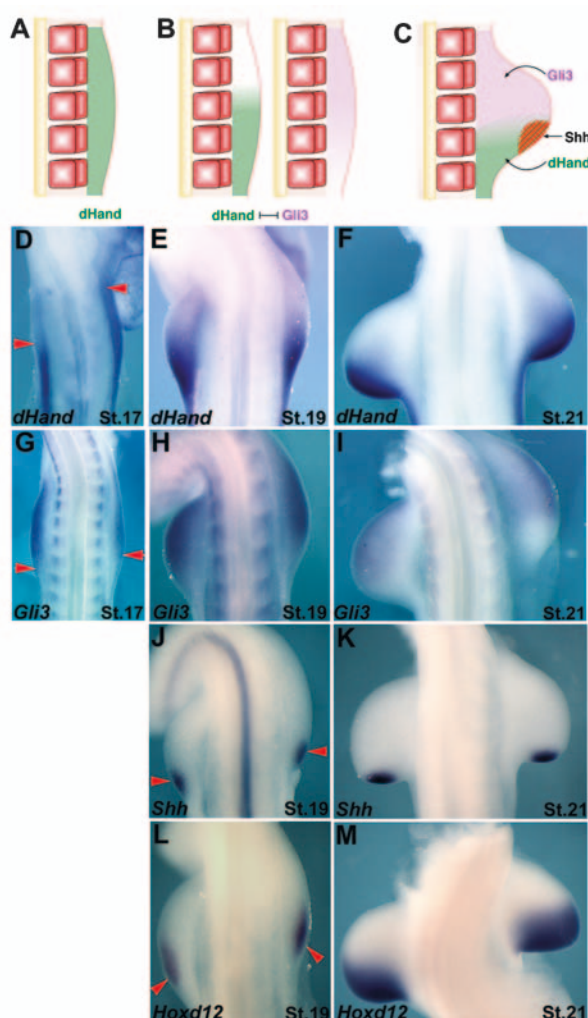 A
B
C
Gli3
Shh
dHand
dHand
dHand Gli3
D
dHand St.17
E
dHand St.19
F
dHand St.21
G
Gli3 St.17
H
Gli3 St.19
I
Gli3 St.21
J
Shh St.19
K
Shh St.21
L
Hoxd12 St.19
M
Hoxd12 St.21